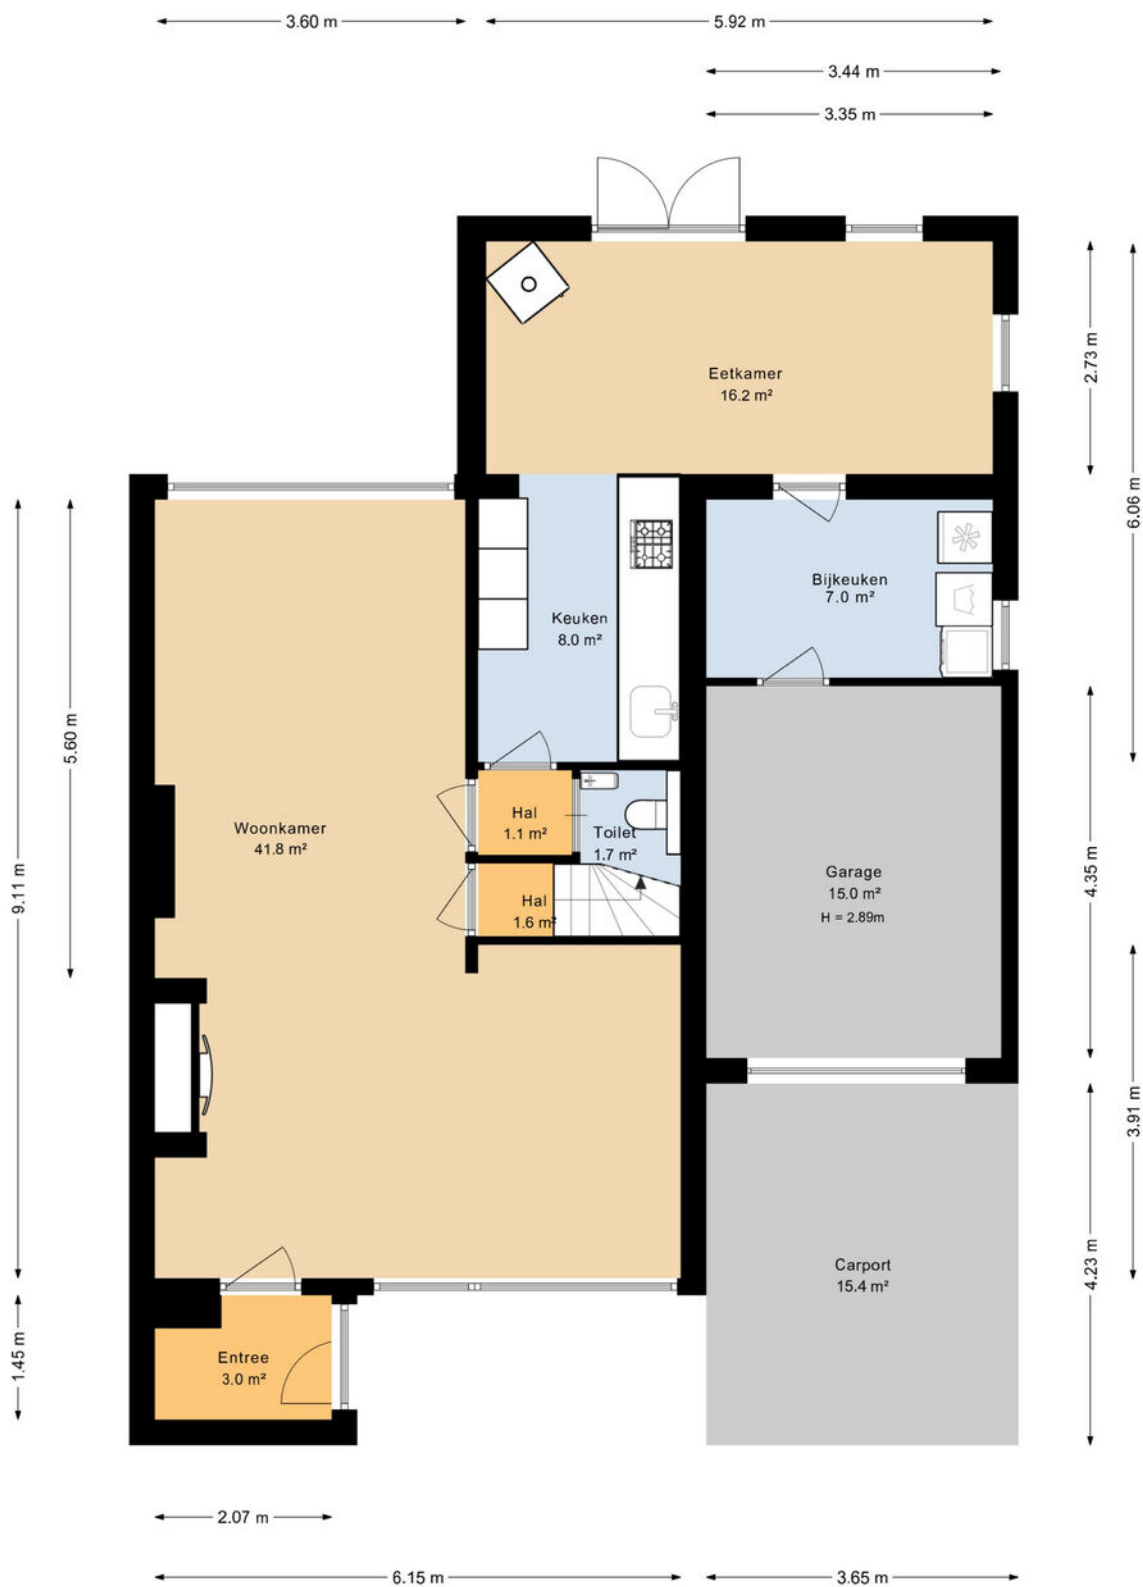 3.60 m
5.92 m
3.44 m
3.35 m
2.73 m
6.06 m
Eetkamer
16.2 m²
9.11 m
5.60 m
Keuken
8.0 m²
Bijkeuken
7.0 m²
Woonkamer
41.8 m²
Hal
1.1 m²
Toilet
1.7 m²
Hal
1.6 m²
Garage
15.0 m²
H = 2.89m
4.35 m
3.91 m
Carport
15.4 m²
4.23 m
1.45 m
Entree
3.0 m²
2.07 m
6.15 m
3.65 m